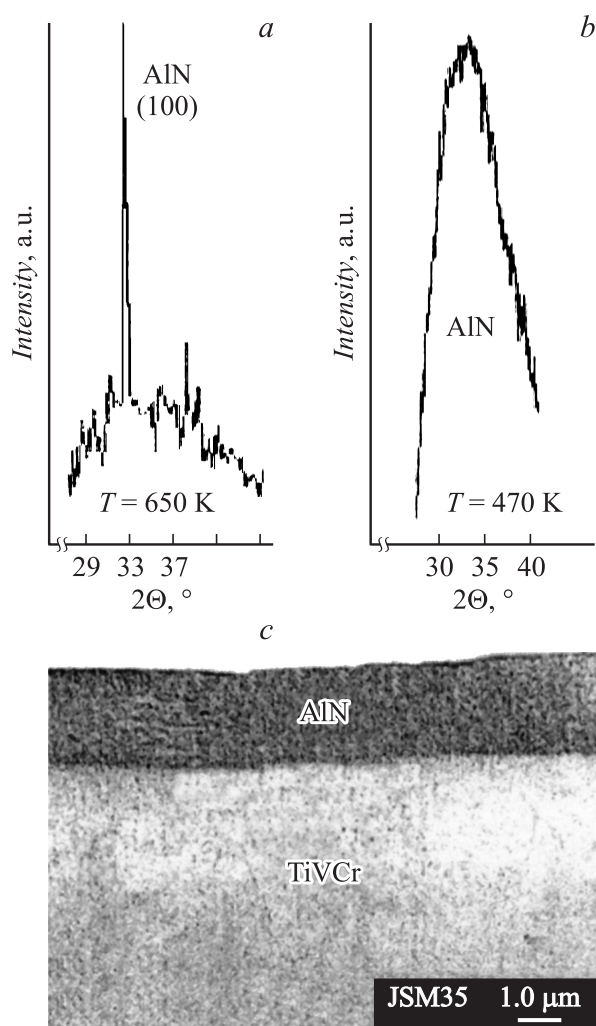 a
AlN
(100)
Intensity, a.u.
T = 650 K
29 33 37
2Θ, °
b
Intensity, a.u.
AlN
T = 470 K
30 35 40
2Θ, °
c
AlN
TiVCr
JSM35 1.0 μm